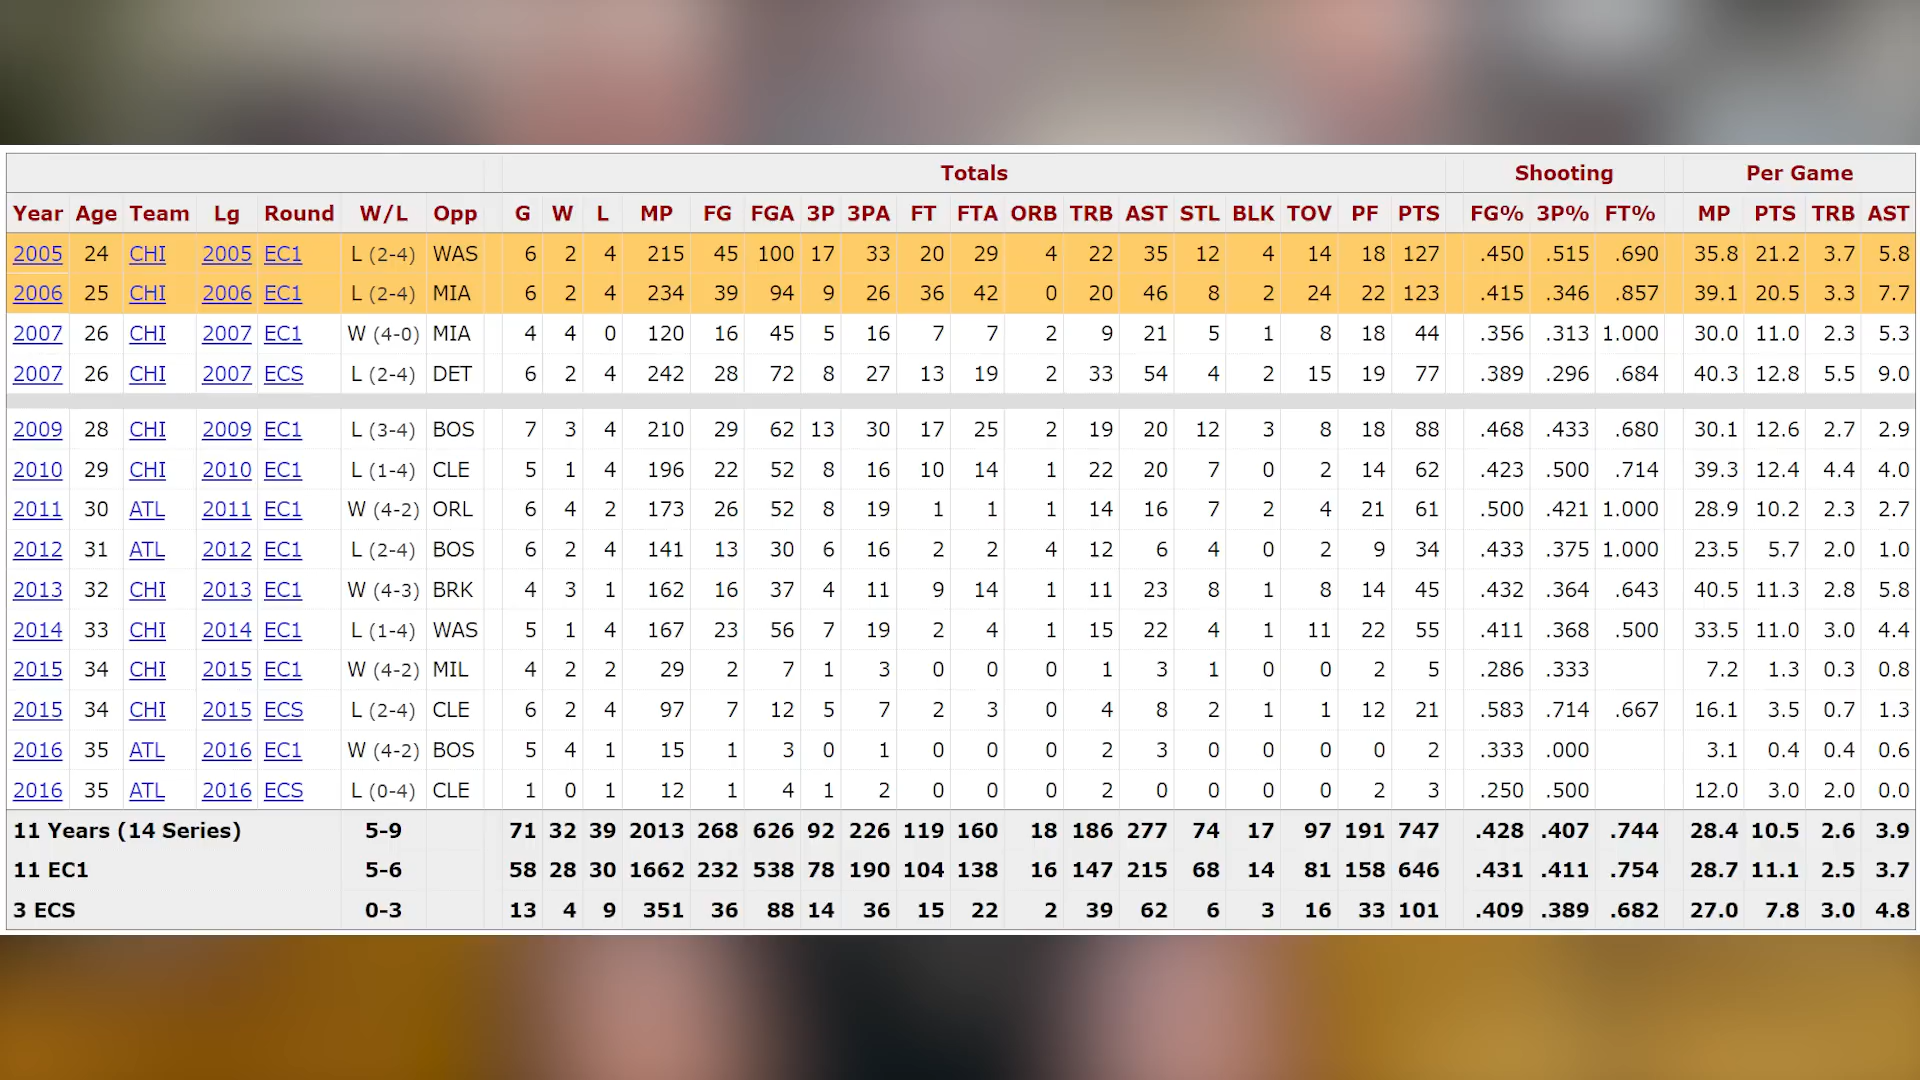 Totals Shooting Per Game
Year Age Team Lg Round W/L Opp G W L MP FG FGA 3P 3PA FT FTA ORB TRB AST STL BLK TOV PF PTS FG% 3P% FT% MP PTS TRB AST
2005 24 CHI 2005 EC1 L (2-4) WAS 6 2 4 215 45 100 17 33 20 29 4 22 35 12 4 14 18 127 .450 .515 .690 35.8 21.2 3.7 5.8
2006 25 CHI 2006 EC1 L (2-4) MIA 6 2 4 234 39 94 9 26 36 42 0 20 46 8 2 24 22 123 .415 .346 .857 39.1 20.5 3.3 7.7
2007 26 CHI 2007 EC1 W (4-0) MIA 4 4 0 120 16 45 5 16 7 7 2 9 21 5 1 8 18 44 .356 .313 1.000 30.0 11.0 2.3 5.3
2007 26 CHI 2007 ECS L (2-4) DET 6 2 4 242 28 72 8 27 13 19 2 33 54 4 2 15 19 77 .389 .296 .684 40.3 12.8 5.5 9.0
2009 28 CHI 2009 EC1 L (3-4) BOS 7 3 4 210 29 62 13 30 17 25 2 19 20 12 3 8 18 88 .468 .433 .680 30.1 12.6 2.7 2.9
2010 29 CHI 2010 EC1 L (1-4) CLE 5 1 4 196 22 52 8 16 10 14 1 22 20 7 0 2 14 62 .423 .500 .714 39.3 12.4 4.4 4.0
2011 30 ATL 2011 EC1 W (4-2) ORL 6 4 2 173 26 52 8 19 1 1 1 14 16 7 2 4 21 61 .500 .421 1.000 28.9 10.2 2.3 2.7
2012 31 ATL 2012 EC1 L (2-4) BOS 6 2 4 141 13 30 6 16 2 2 4 12 6 4 0 2 9 34 .433 .375 1.000 23.5 5.7 2.0 1.0
2013 32 CHI 2013 EC1 W (4-3) BRK 4 3 1 162 16 37 4 11 9 14 1 11 23 8 1 8 14 45 .432 .364 .643 40.5 11.3 2.8 5.8
2014 33 CHI 2014 EC1 L (1-4) WAS 5 1 4 167 23 56 7 19 2 4 1 15 22 4 1 11 22 55 .411 .368 .500 33.5 11.0 3.0 4.4
2015 34 CHI 2015 EC1 W (4-2) MIL 4 2 2 29 2 7 1 3 0 0 0 1 3 1 0 0 2 5 .286 .333 7.2 1.3 0.3 0.8
2015 34 CHI 2015 ECS L (2-4) CLE 6 2 4 97 7 12 5 7 2 3 0 4 8 2 1 1 12 21 .583 .714 .667 16.1 3.5 0.7 1.3
2016 35 ATL 2016 EC1 W (4-2) BOS 5 4 1 15 1 3 0 1 0 0 0 2 3 0 0 0 0 2 .333 .000 3.1 0.4 0.4 0.6
2016 35 ATL 2016 ECS L (0-4) CLE 1 0 1 12 1 4 1 2 0 0 0 2 0 0 0 0 2 3 .250 .500 12.0 3.0 2.0 0.0
11 Years (14 Series) 5-9 71 32 39 2013 268 626 92 226 119 160 18 186 277 74 17 97 191 747 .428 .407 .744 28.4 10.5 2.6 3.9
11 EC1 5-6 58 28 30 1662 232 538 78 190 104 138 16 147 215 68 14 81 158 646 .431 .411 .754 28.7 11.1 2.5 3.7
3 ECS 0-3 13 4 9 351 36 88 14 36 15 22 2 39 62 6 3 16 33 101 .409 .389 .682 27.0 7.8 3.0 4.8